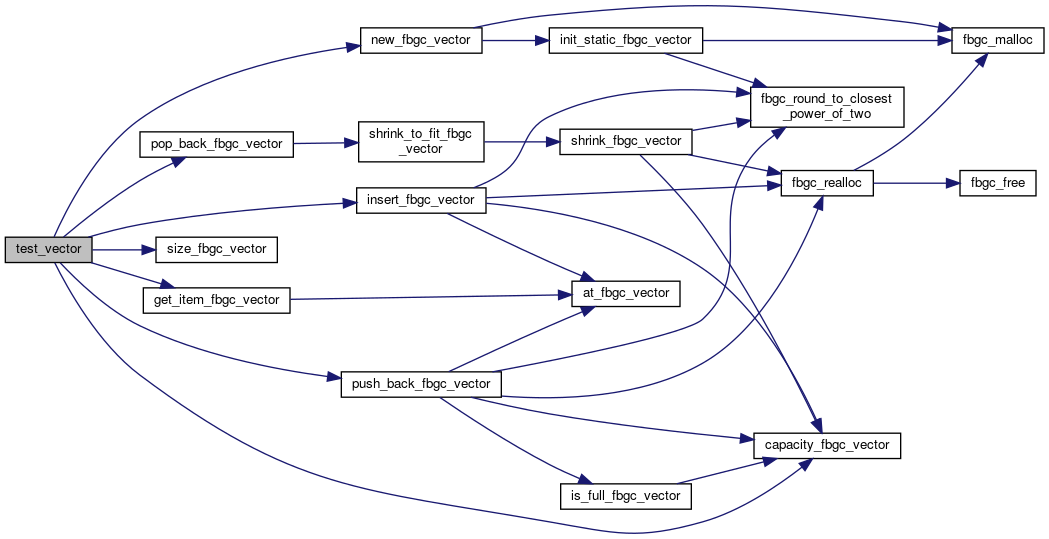 new_fbgc_vector
init_static_fbgc_vector
fbgc_malloc
fbgc_round_to_closest
_power_of_two
pop_back_fbgc_vector
shrink_to_fit_fbgc
_vector
shrink_fbgc_vector
fbgc_realloc
fbgc_free
insert_fbgc_vector
test_vector
size_fbgc_vector
get_item_fbgc_vector
at_fbgc_vector
push_back_fbgc_vector
capacity_fbgc_vector
is_full_fbgc_vector